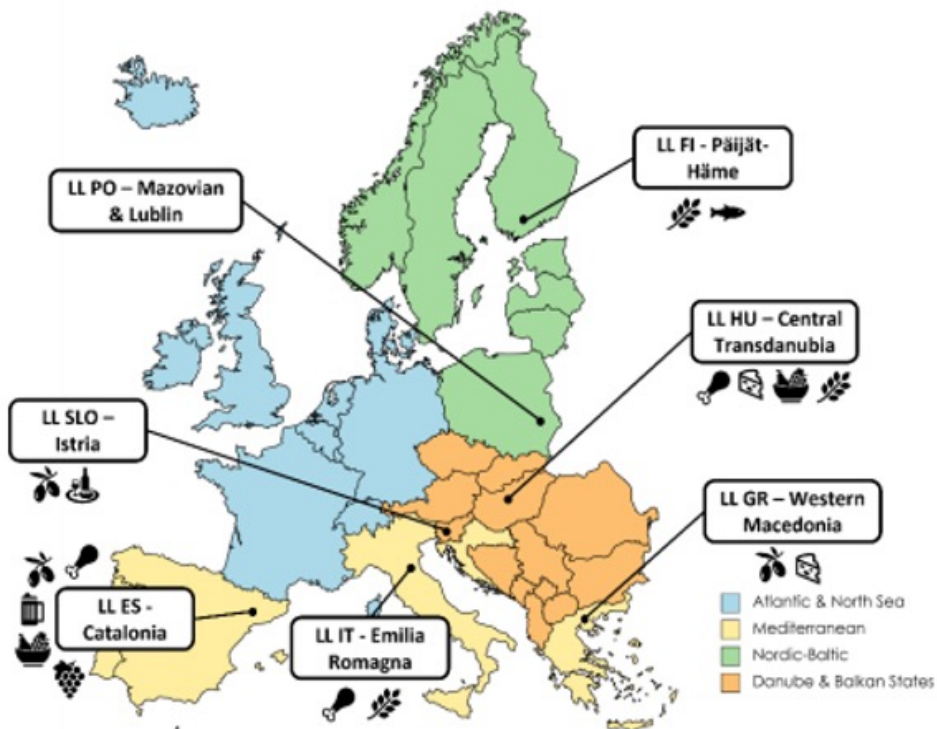 LL FI - Päijät-
Häme
LL PO – Mazovian
& Lublin
LL HU – Central
Transdanubia
LL SLO –
Istria
LL GR – Western
Macedonia
LL ES -
Catalonia
LL IT - Emilia
Romagna
Atlantic & North Sea
Mediterranean
Nordic-Baltic
Danube & Balkan States